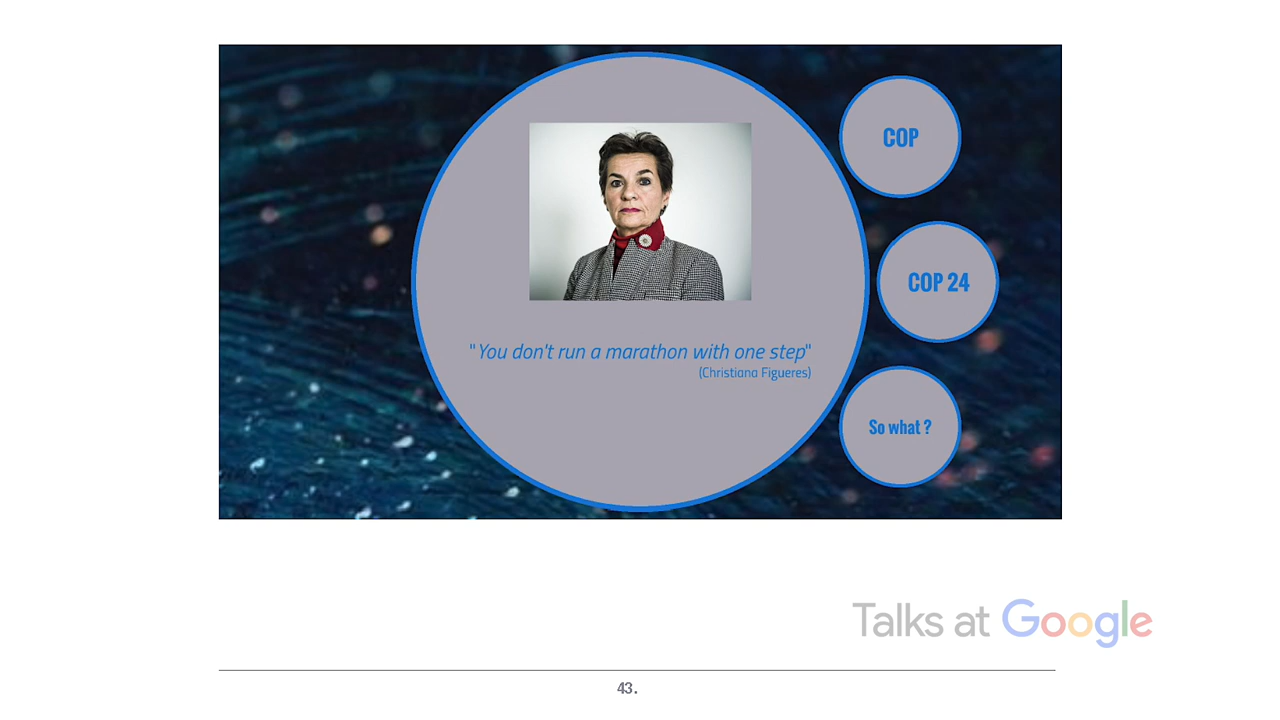 "You don't run a marathon with one step"
(Christiana Figueres)
COP
COP 24
So what ?
Talks at Google
43.